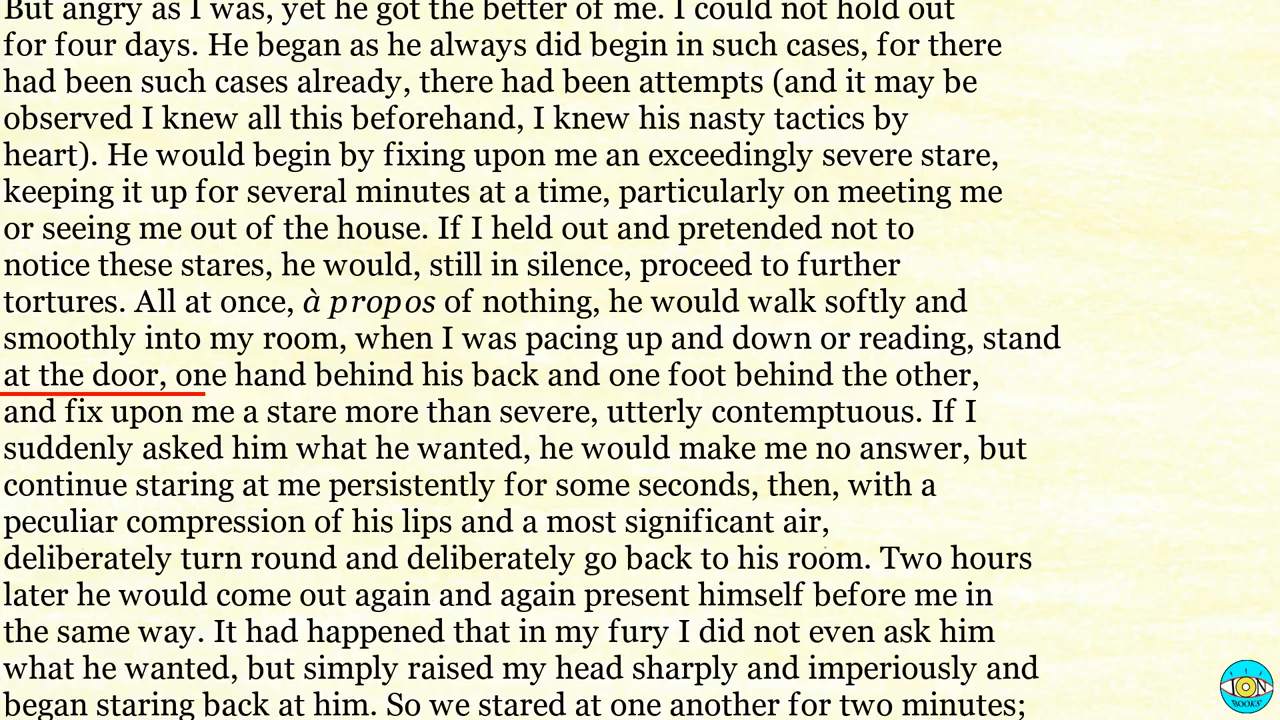 But angry as I was, yet he got the better of me. I could not hold out
for four days. He began as he always did begin in such cases, for there
had been such cases already, there had been attempts (and it may be
observed I knew all this beforehand, I knew his nasty tactics by
heart). He would begin by fixing upon me an exceedingly severe stare,
keeping it up for several minutes at a time, particularly on meeting me
or seeing me out of the house. If I held out and pretended not to
notice these stares, he would, still in silence, proceed to further
tortures. All at once, à propos of nothing, he would walk softly and
smoothly into my room, when I was pacing up and down or reading, stand
at the door, one hand behind his back and one foot behind the other,
and fix upon me a stare more than severe, utterly contemptuous. If I
suddenly asked him what he wanted, he would make me no answer, but
continue staring at me persistently for some seconds, then, with a
peculiar compression of his lips and a most significant air,
deliberately turn round and deliberately go back to his room. Two hours
later he would come out again and again present himself before me in
the same way. It had happened that in my fury I did not even ask him
what he wanted, but simply raised my head sharply and imperiously and
began staring back at him. So we stared at one another for two minutes;
ION
BOOKS